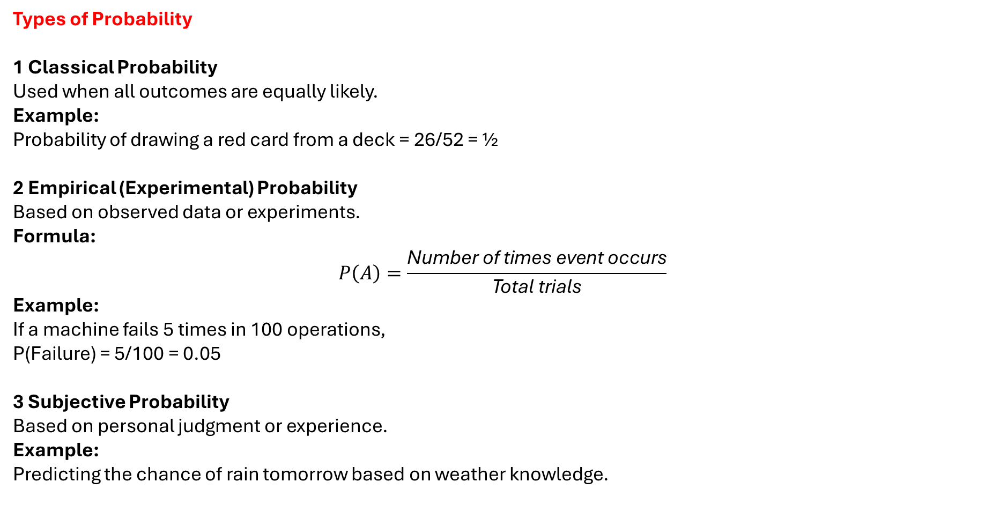 Types of Probability
1 Classical Probability
Used when all outcomes are equally likely.
Example:
Probability of drawing a red card from a deck = 26/52 = ½
2 Empirical (Experimental) Probability
Based on observed data or experiments.
Formula:
P(A) = Number of times event occurs / Total trials
Example:
If a machine fails 5 times in 100 operations,
P(Failure) = 5/100 = 0.05
3 Subjective Probability
Based on personal judgment or experience.
Example:
Predicting the chance of rain tomorrow based on weather knowledge.